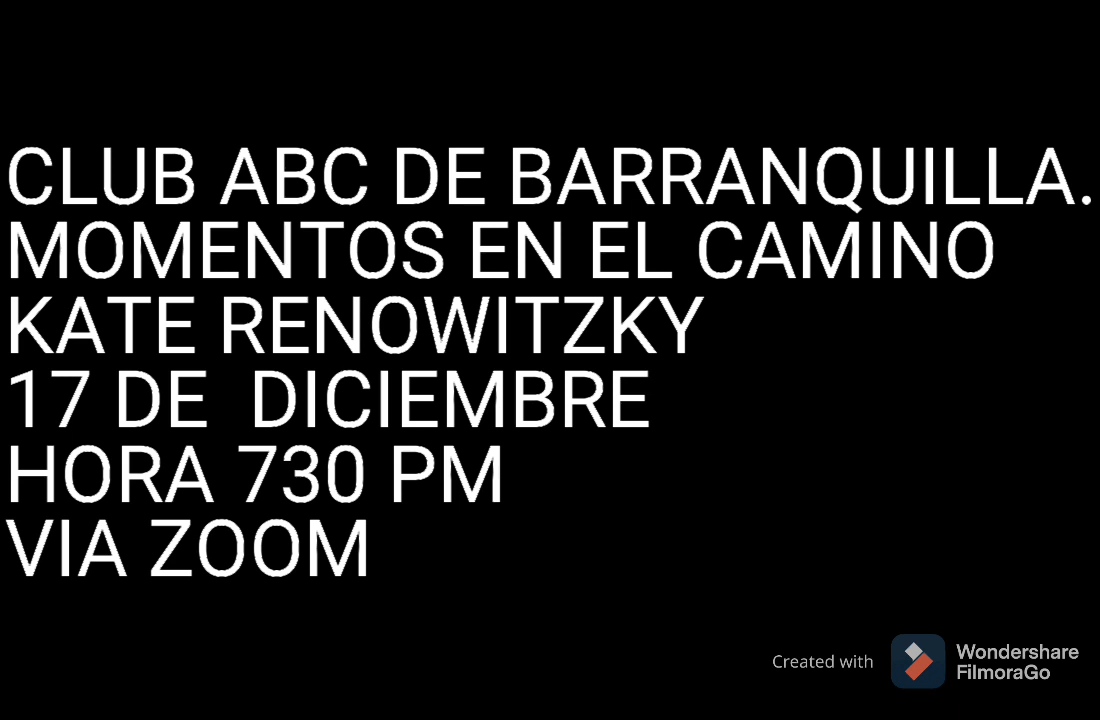 CLUB ABC DE BARRANQUILLA.
MOMENTOS EN EL CAMINO
KATE RENOWITZKY
17 DE  DICIEMBRE
HORA 730 PM
VIA ZOOM
Created with Wondershare
FilmoraGo